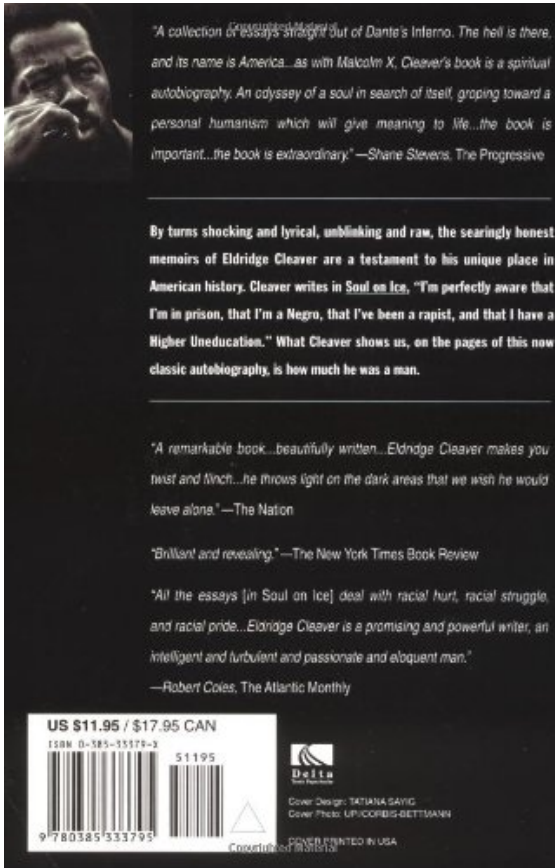 Copyrighted Material
"A collection of essays straight out of Dante's Inferno. The hell is there,
and its name is America...as with Malcolm X, Cleaver's book is a spiritual
autobiography. An odyssey of a soul in search of itself, groping toward a
personal humanism which will give meaning to life...the book is
important...the book is extraordinary." —Shane Stevens, The Progressive
By turns shocking and lyrical, unblinking and raw, the searingly honest
memoirs of Eldridge Cleaver are a testament to his unique place in
American history. Cleaver writes in Soul on Ice, "I'm perfectly aware that
I'm in prison, that I'm a Negro, that I've been a rapist, and that I have a
Higher Uneducation." What Cleaver shows us, on the pages of this now
classic autobiography, is how much he was a man.
"A remarkable book...beautifully written...Eldridge Cleaver makes you
twist and flinch...he throws light on the dark areas that we wish he would
leave alone."—The Nation
"Brilliant and revealing."—The New York Times Book Review
"All the essays [in Soul on Ice] deal with racial hurt, racial struggle,
and racial pride...Eldridge Cleaver is a promising and powerful writer, an
intelligent and turbulent and passionate and eloquent man."
—Robert Coles, The Atlantic Monthly
US $11.95 / $17.95 CAN
ISBN 0-385-33379-X
51195
9 780385 333795
Delta
Cover Design: TATIANA SAYIG
Cover Photo: UPI/CORBIS-BETTMANN
COVER PRINTED IN USA
Copyrighted Material